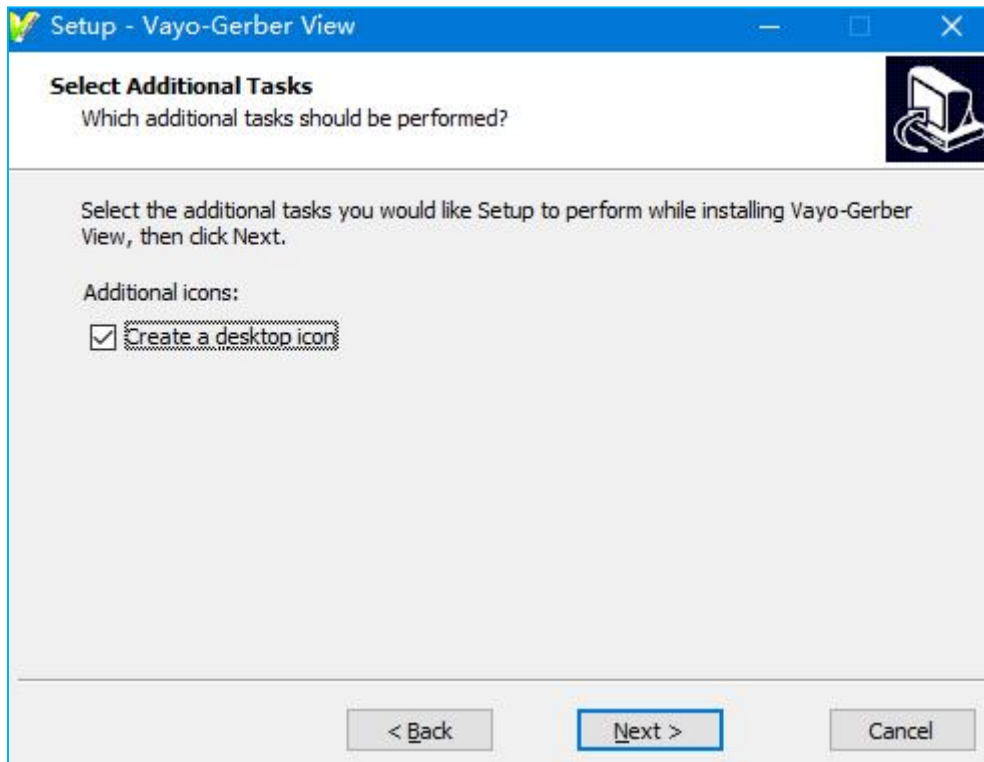 Setup - Vayo-Gerber View
Select Additional Tasks
Which additional tasks should be performed?
Select the additional tasks you would like Setup to perform while installing Vayo-Gerber
View, then click Next.
Additional icons:
Create a desktop icon
< Back
Next >
Cancel